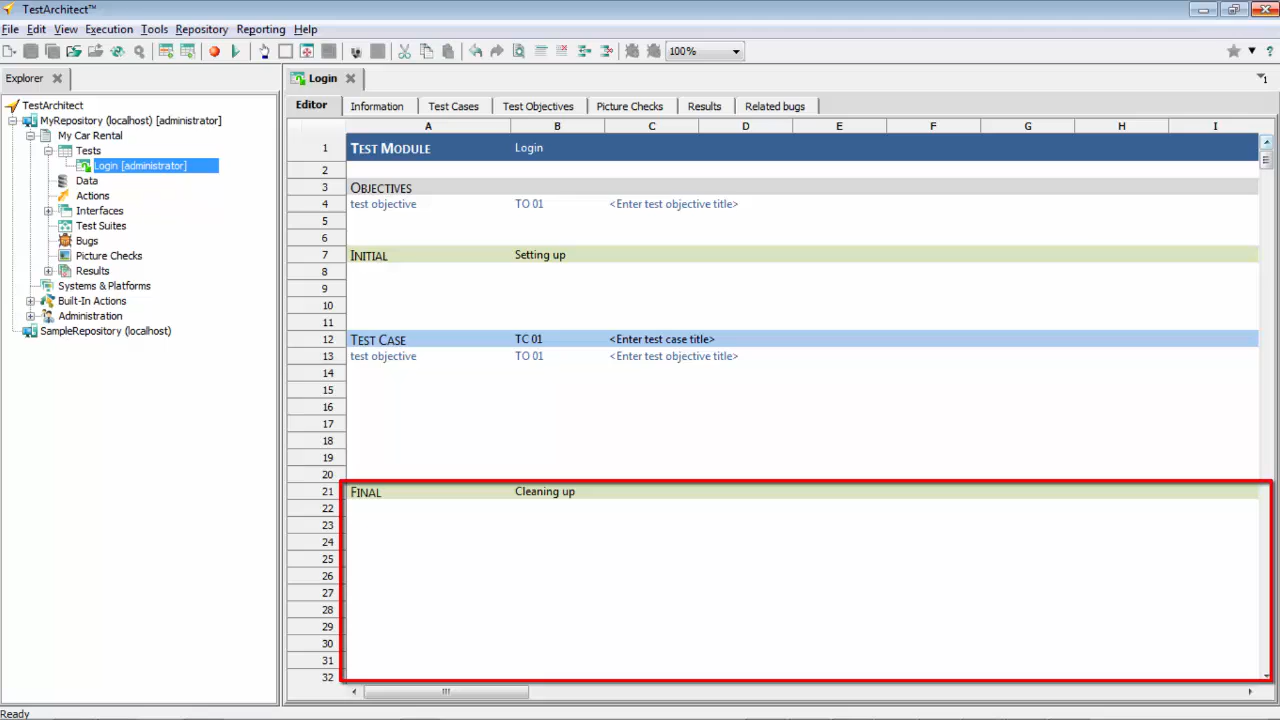 TestArchitect™
File Edit View Execution Tools Repository Reporting Help
100%
Explorer
Login
1
TestArchitect
MyRepository (localhost) [administrator]
My Car Rental
Tests
Login [administrator]
Data
Actions
Interfaces
Test Suites
Bugs
Picture Checks
Results
Systems & Platforms
Built-In Actions
Administration
SampleRepository (localhost)
Editor Information Test Cases Test Objectives Picture Checks Results Related bugs
A B C D E F G H I
1 TEST MODULE Login
2
3 OBJECTIVES
4 test objective TO 01 <Enter test objective title>
5
6
7 INITIAL Setting up
8
9
10
11
12 TEST CASE TC 01 <Enter test case title>
13 test objective TO 01 <Enter test objective title>
14
15
16
17
18
19
20
21 FINAL Cleaning up
22
23
24
25
26
27
28
29
30
31
32
Ready